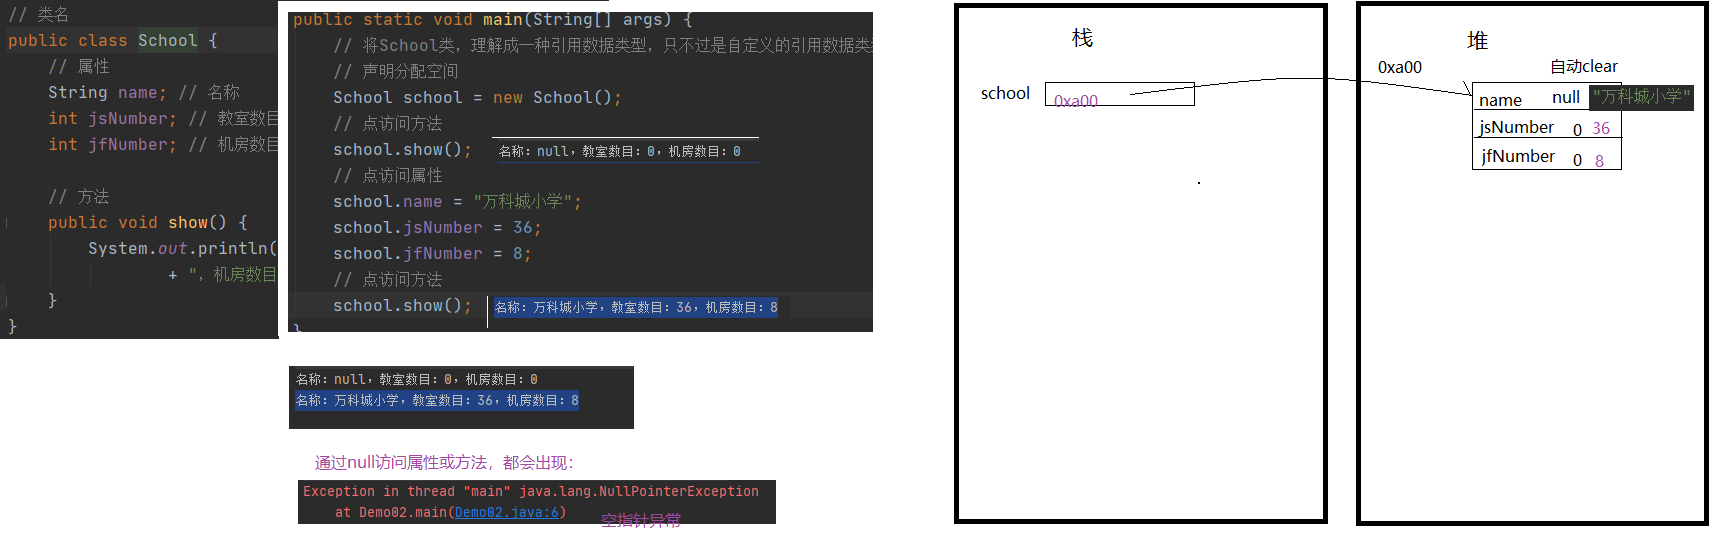 // 类名
public class School {
// 属性
String name; // 名称
int jsNumber; // 教室数目
int jfNumber; // 机房数目
// 方法
public void show() {
System.out.println(
+ ", 机房数目
}
}
public static void main(String[] args) {
// 将School类，理解成一种引用数据类型，只不过是自定义的引用数据类
// 声明分配空间
School school = new School();
// 点访问方法
school.show();
名称：null，教室数目：0，机房数目：0
// 点访问属性
school.name = "万科城小学";
school.jsNumber = 36;
school.jfNumber = 8;
// 点访问方法
school.show();
名称：万科城小学，教室数目：36，机房数目：8
}
名称：null，教室数目：0，机房数目：0
名称：万科城小学，教室数目：36，机房数目：8
通过null访问属性或方法，都会出现：
Exception in thread "main" java.lang.NullPointerException
at Demo02.main(Demo02.java:6)
空指针异常
栈
school 0xa00
堆
0xa00
自动clear
name null "万科城小学"
jsNumber 0 36
jfNumber 0 8